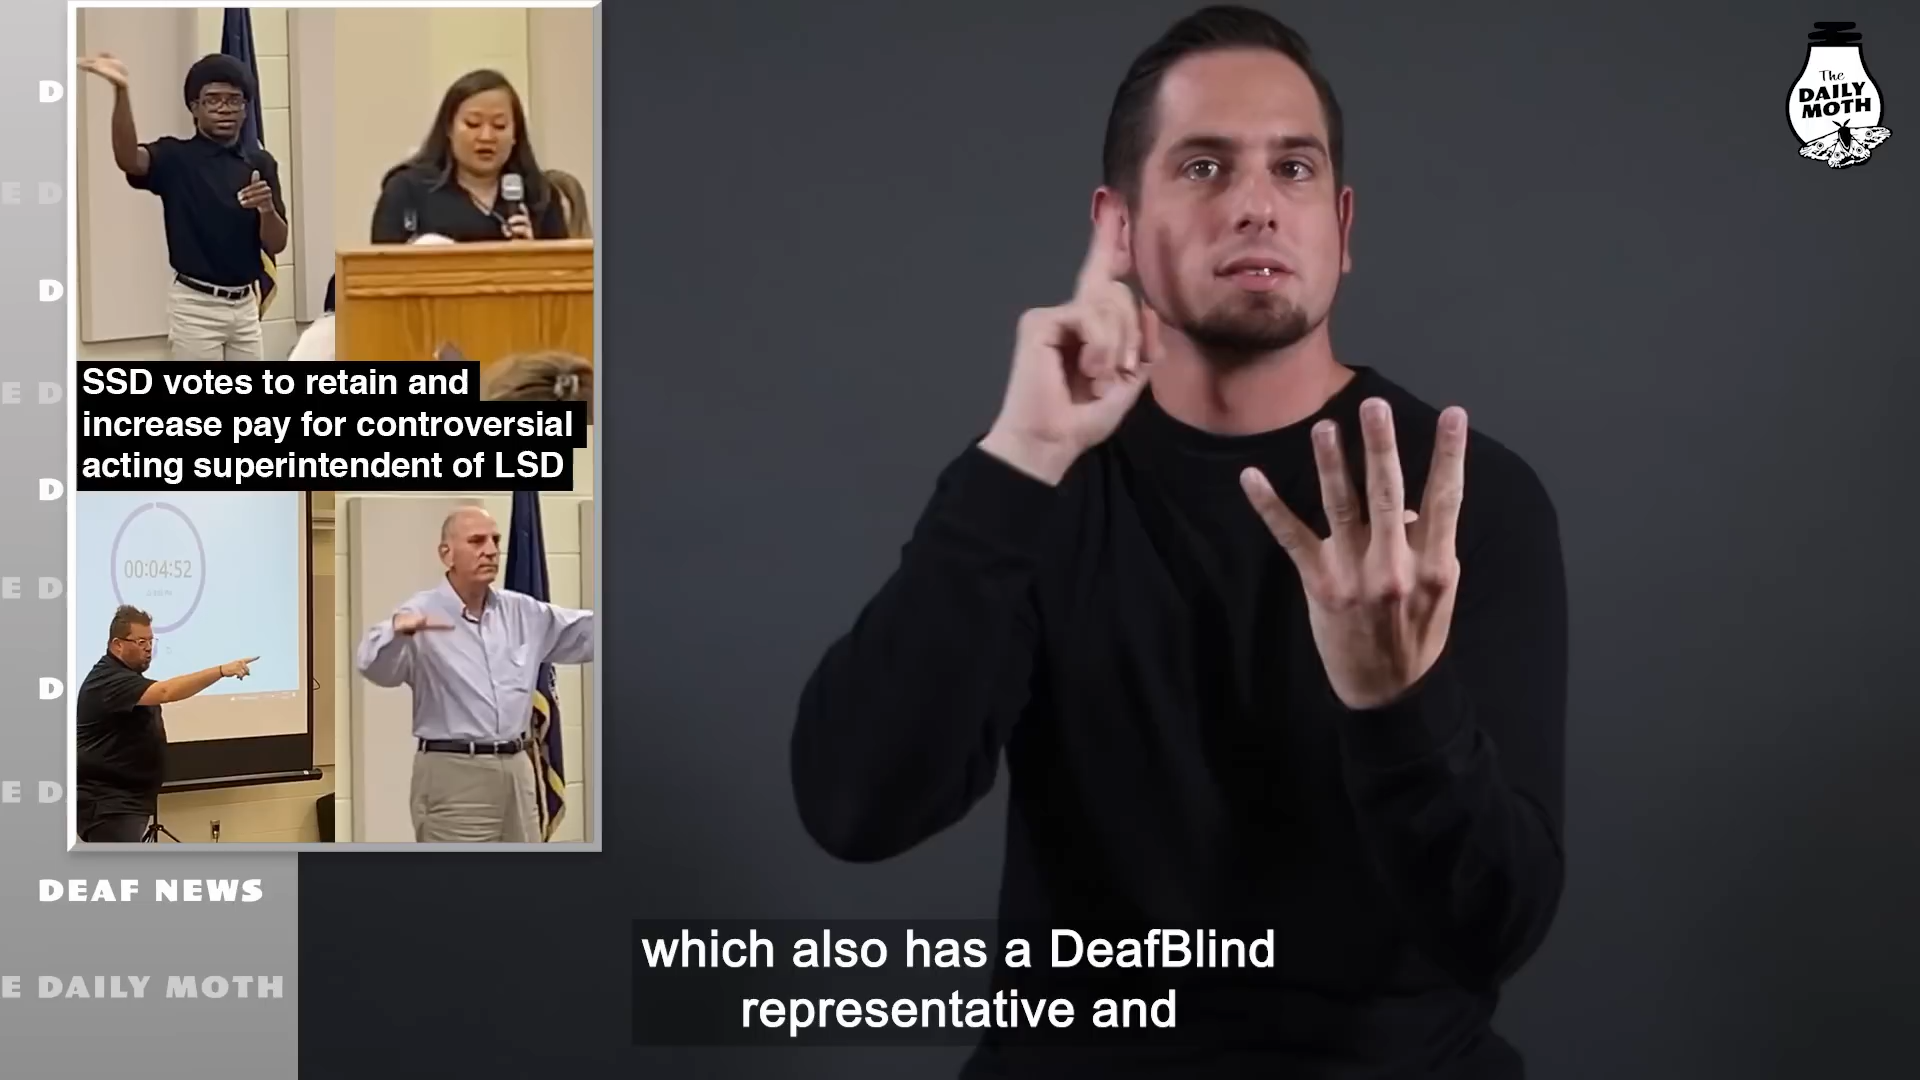 The
DAILY
MOTH
D
E D
D
E D
D
E D
D
E D
SSD votes to retain and
increase pay for controversial
acting superintendent of LSD
00:04:52
DEAF NEWS
E DAILY MOTH
which also has a DeafBlind
representative and